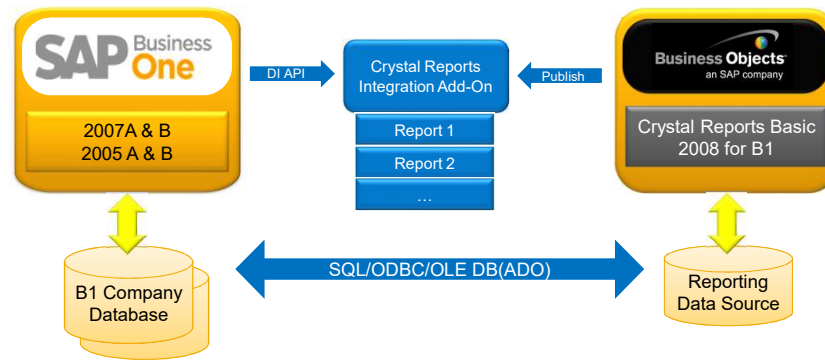 SAP Business
One
2007A & B
2005 A & B
DI API
Crystal Reports
Integration Add-On
Report 1
Report 2
…
Publish
Business Objects
an SAP company
Crystal Reports Basic
2008 for B1
B1 Company
Database
SQL/ODBC/OLE DB(ADO)
Reporting
Data Source